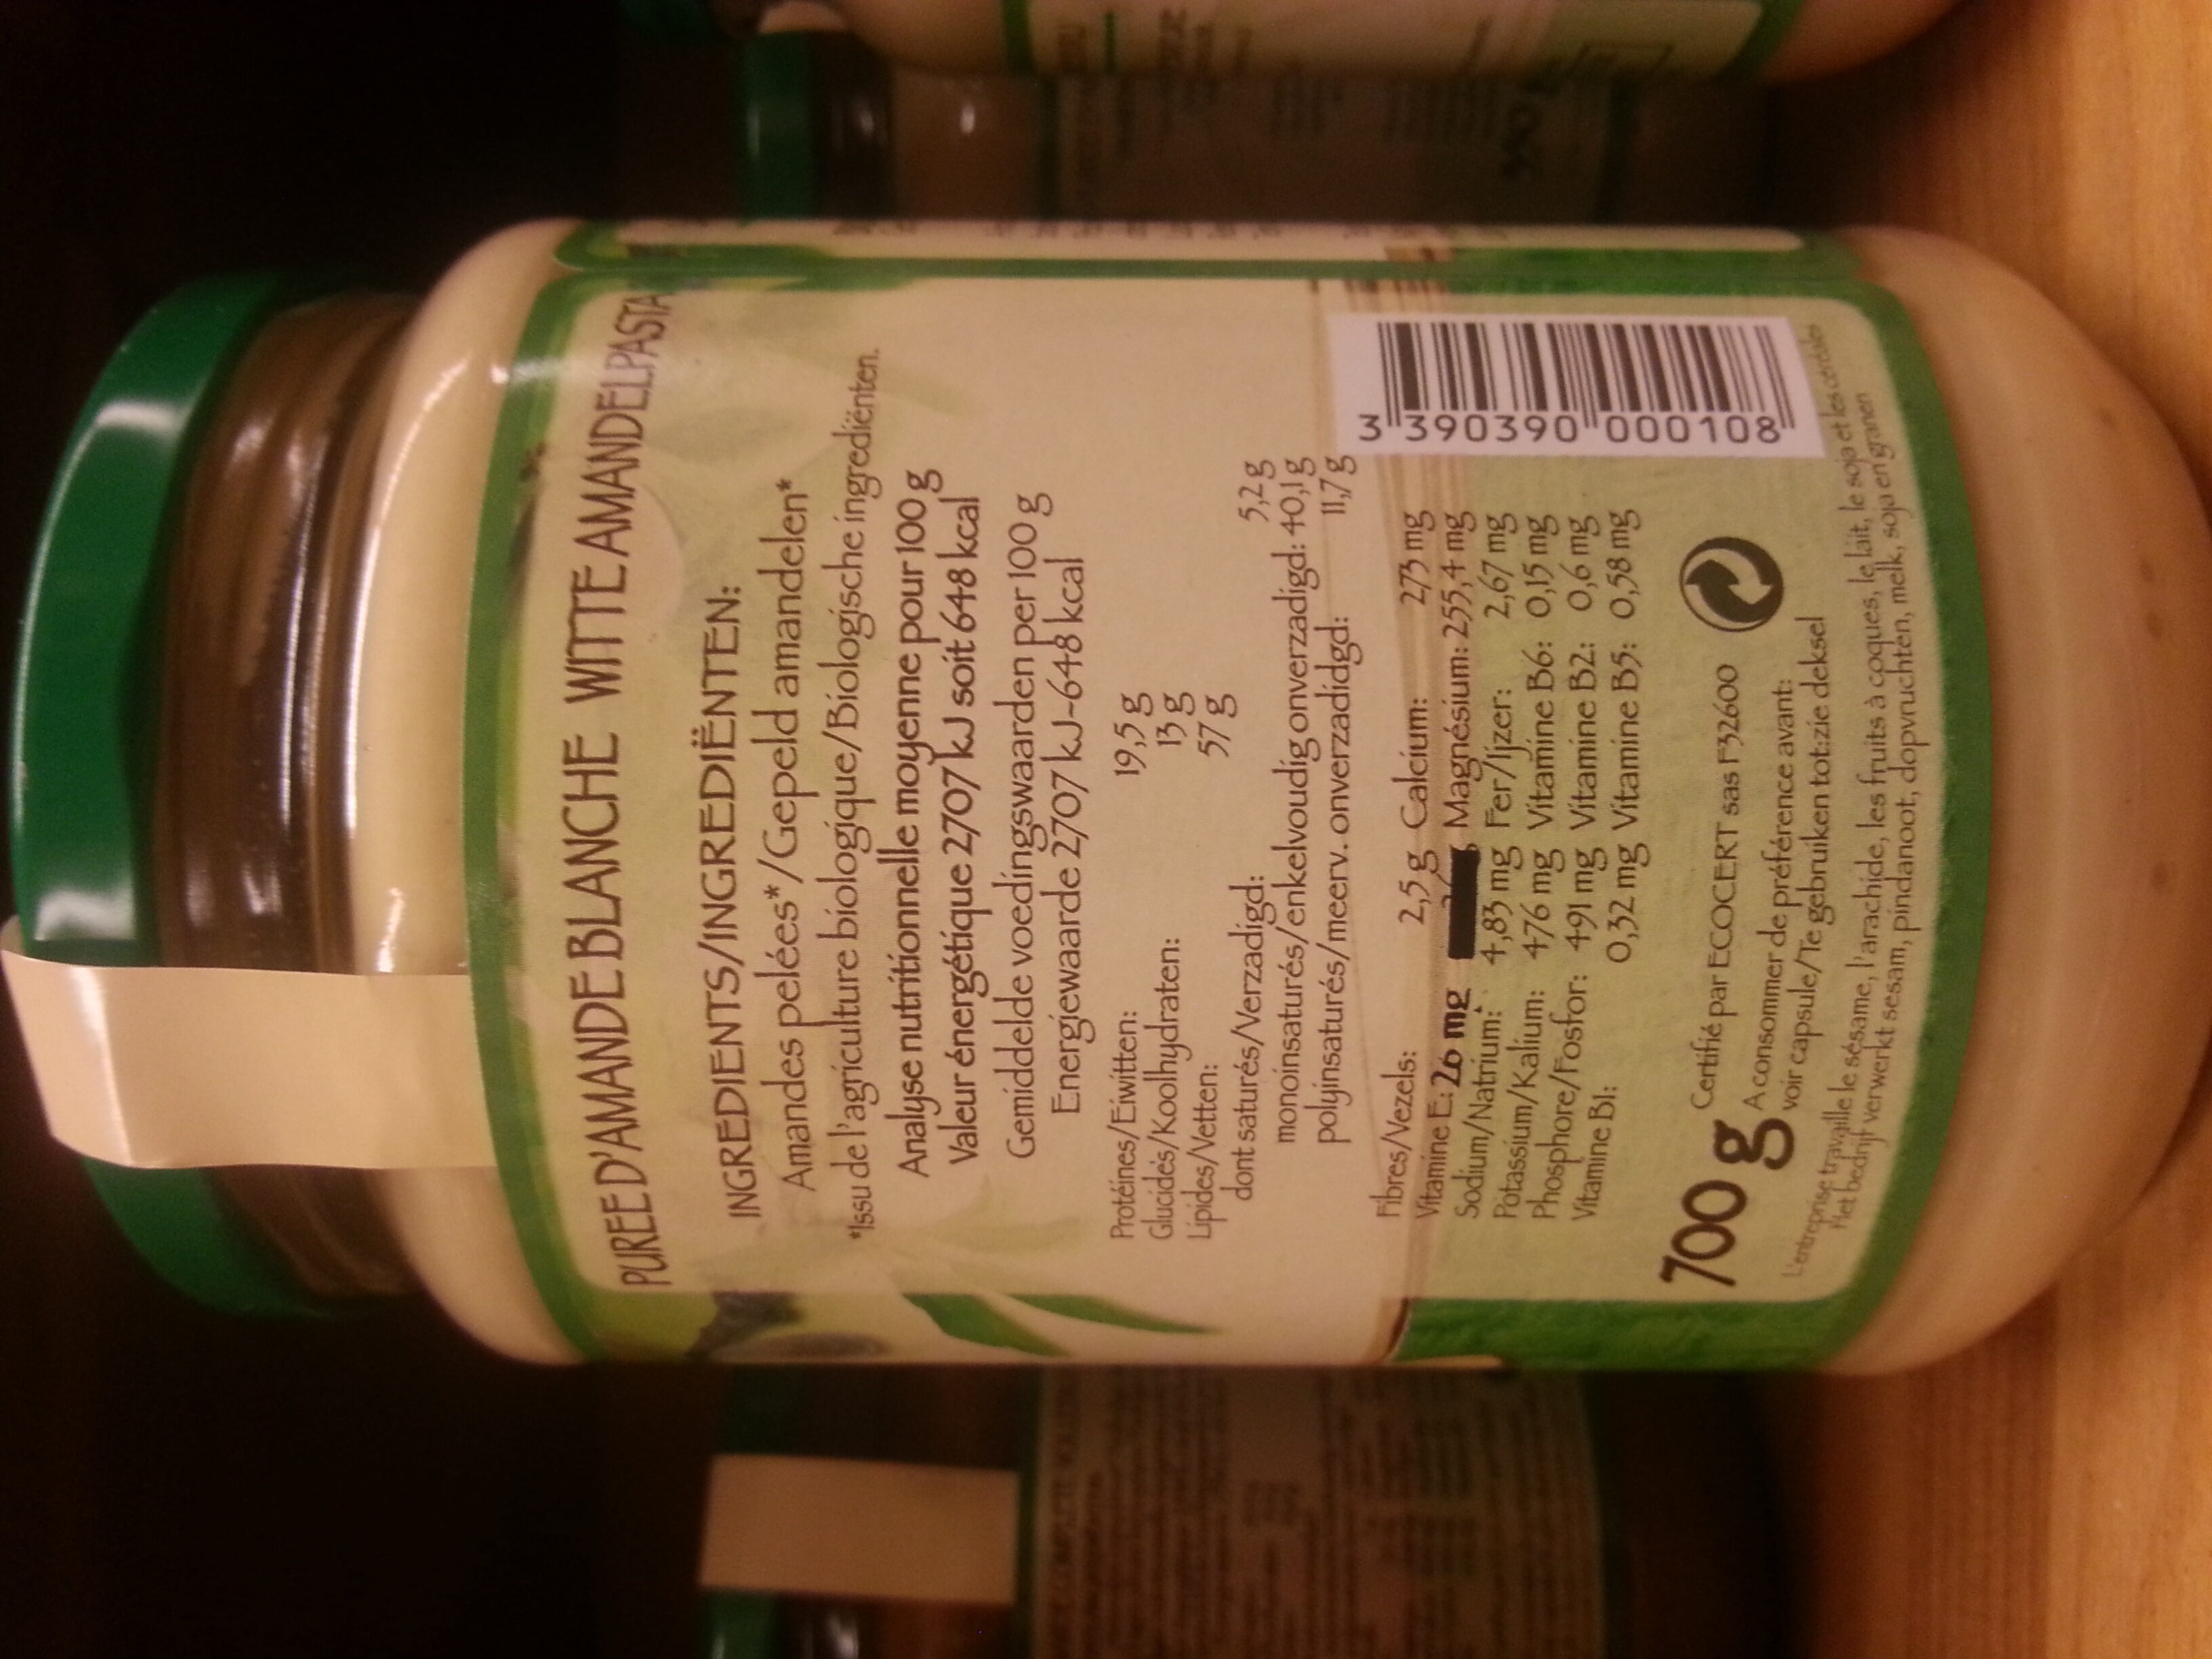 PUREE D'AMANDE BLANCHE WITTE AMANDELPASTA
INGREDIENTS/INGREDIËNTEN:
Amandes pelées*/Gepeld amandelen*
*Issu de l'agriculture biologique/Biologische ingrediënten.
Analyse nutritionnelle moyenne pour 100 g
Valeur énergétique 2707 kJ soit 648 kcal
Gemiddelde voedingswaarden per 100 g
Energiewaarde 2707 kJ-648 kcal
Protéines/Eiwitten: 19,5 g
Glucides/Koolhydraten: 13 g
Lipides/Vetten: 57 g
dont saturés/Verzadigd: 5,2 g
monoinsaturés/enkelvoudig onverzadigd: 40,1 g
polyinsaturés/meerv. onverzadidgd: 11,7 g
Fibres/Vezels: 2,5 g Calcium: 273 mg
Vitamine E: 26 mg Magnésium: 255,4 mg
Sodium/Natrium: 4,83 mg Fer/Ijzer: 2,67 mg
Potassium/Kalium: 476 mg Vitamine B6: 0,15 mg
Phosphore/Fosfor: 491 mg Vitamine B2: 0,6 mg
Vitamine B1: 0,32 mg Vitamine B5: 0,58 mg
3 390390 000108
700 g
Certifié par ECOCERT sas F32600
A consommer de préférence avant:
voir capsule/Te gebruiken tot:zie deksel
L'entreprise travaille le sésame, l'arachide, les fruits à coques, le lait, le soja et les céréales
Het bedrijf verwerkt sesam, pindanoot, dopvruchten, melk, soja en granen